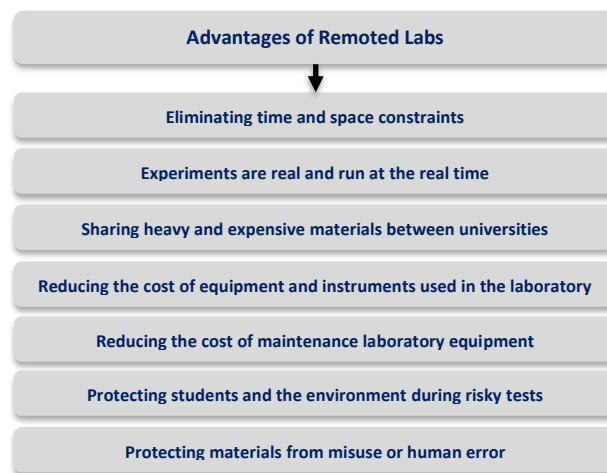 Advantages of Remoted Labs
Eliminating time and space constraints
Experiments are real and run at the real time
Sharing heavy and expensive materials between universities
Reducing the cost of equipment and instruments used in the laboratory
Reducing the cost of maintenance laboratory equipment
Protecting students and the environment during risky tests
Protecting materials from misuse or human error